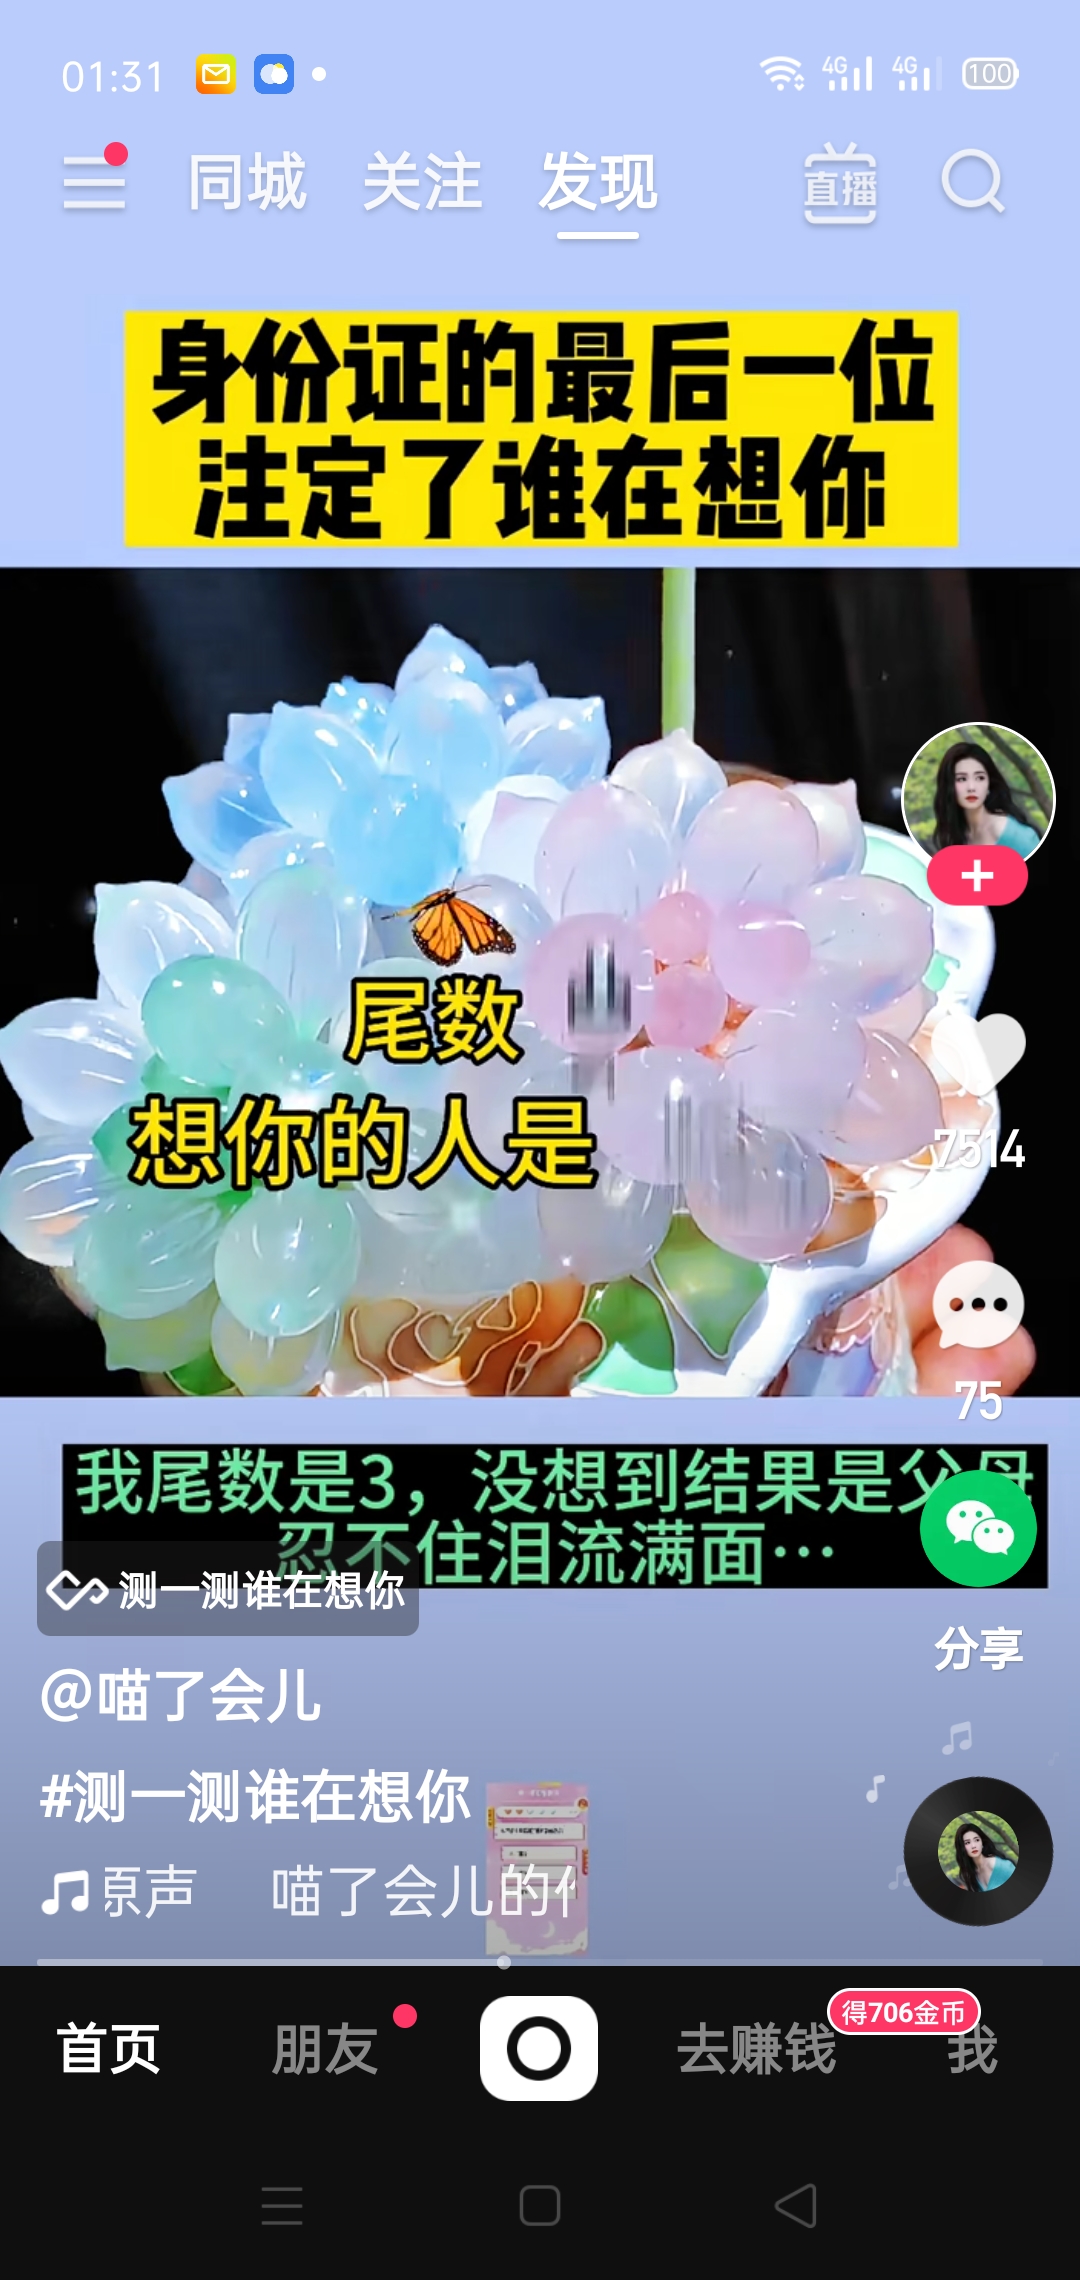 01:31
4G
4G
100
同城
关注
发现
直播
身份证的最后一位
注定了谁在想你
尾数
想你的人是
7514
75
我尾数是3，没想到结果是父母
忍不住泪流满面…
测一测谁在想你
分享
@喵了会儿
#测一测谁在想你
原声 喵了会儿的作
首页
朋友
去赚钱
得706金币
我